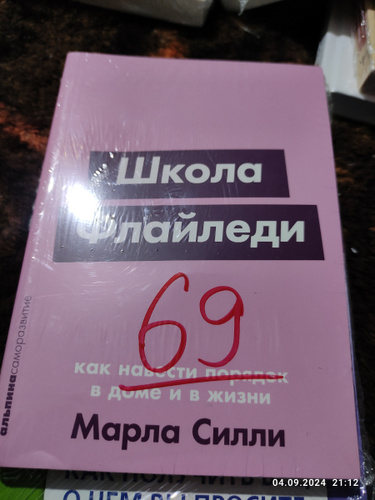 Школа
Флайледи
69
как навести порядок
в доме и в жизни
Марла Силли
альпинасаморазвитие
04.09.2024 21:12